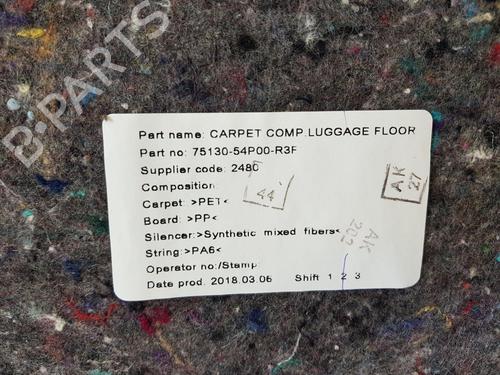 B-PARTS
Part name: CARPET COMP.LUGGAGE FLOOR
Part no: 75130-54P00-R3F
Supplier code: 2480
Composition:
Carpet: >PET<
Board: >PP<
Silencer:>Synthetic mixed fibers<
String:>PA6<
Operator no:/Stamp:
Date prod. 2018.03.06 Shift 1 2 3
44
AK
27
AK
202